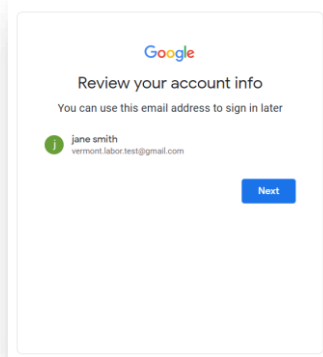 Google
Review your account info
You can use this email address to sign in later
j
jane smith
vermont.labor.test@gmail.com
Next